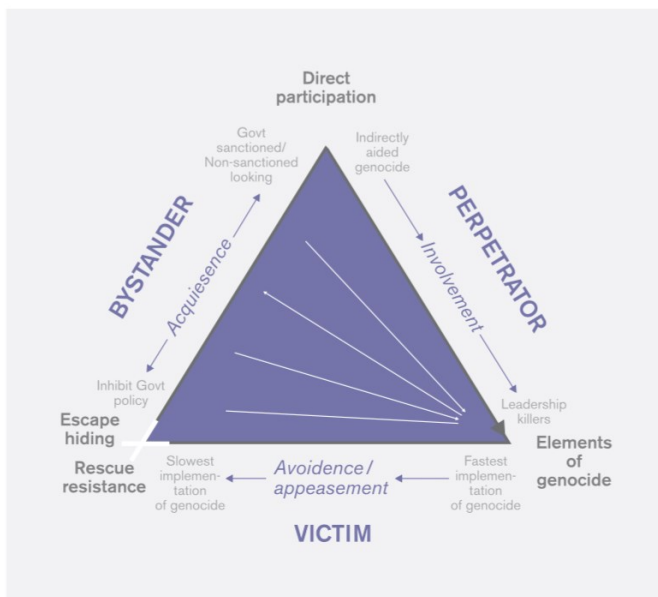 Direct
participation
Govt
sanctioned/
Non-sanctioned
looking
Indirectly
aided
genocide
BYSTANDER
Acquiesence
PERPETRATOR
Involvement
Inhibit Govt
policy
Leadership
killers
Escape
hiding
Rescue
resistance
Slowest
implemen-
tation
of genocide
Avoidence/
appeasement
Fastest
implemen-
tation
of genocide
Elements
of
genocide
VICTIM